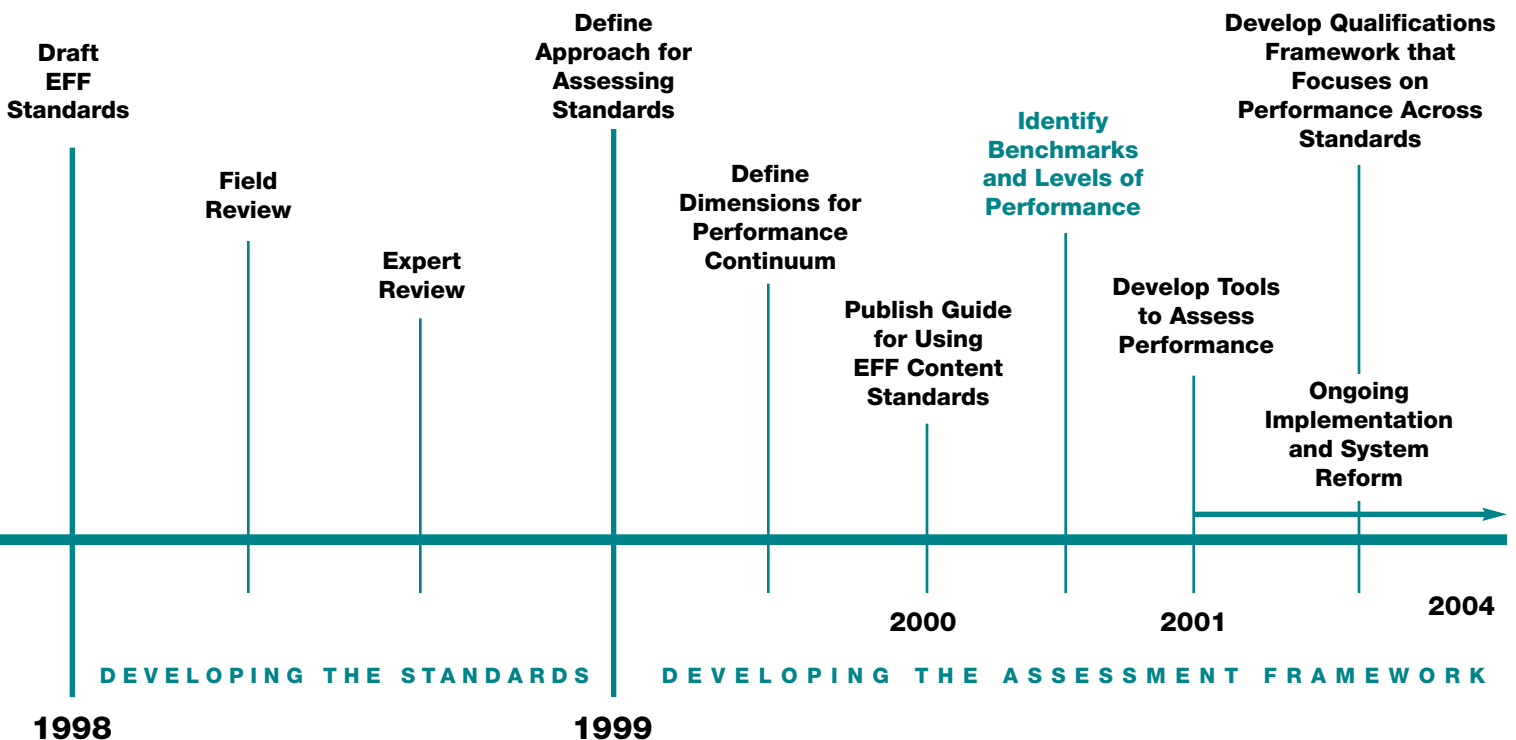 Draft
EFF
Standards
Field
Review
Expert
Review
Define
Approach for
Assessing
Standards
Define
Dimensions for
Performance
Continuum
Publish Guide
for Using
EFF Content
Standards
Identify
Benchmarks
and Levels of
Performance
Develop Tools
to Assess
Performance
Develop Qualifications
Framework that
Focuses on
Performance Across
Standards
Ongoing
Implementation
and System
Reform
2000
2001
2004
DEVELOPING THE STANDARDS
DEVELOPING THE ASSESSMENT FRAMEWORK
1998
1999